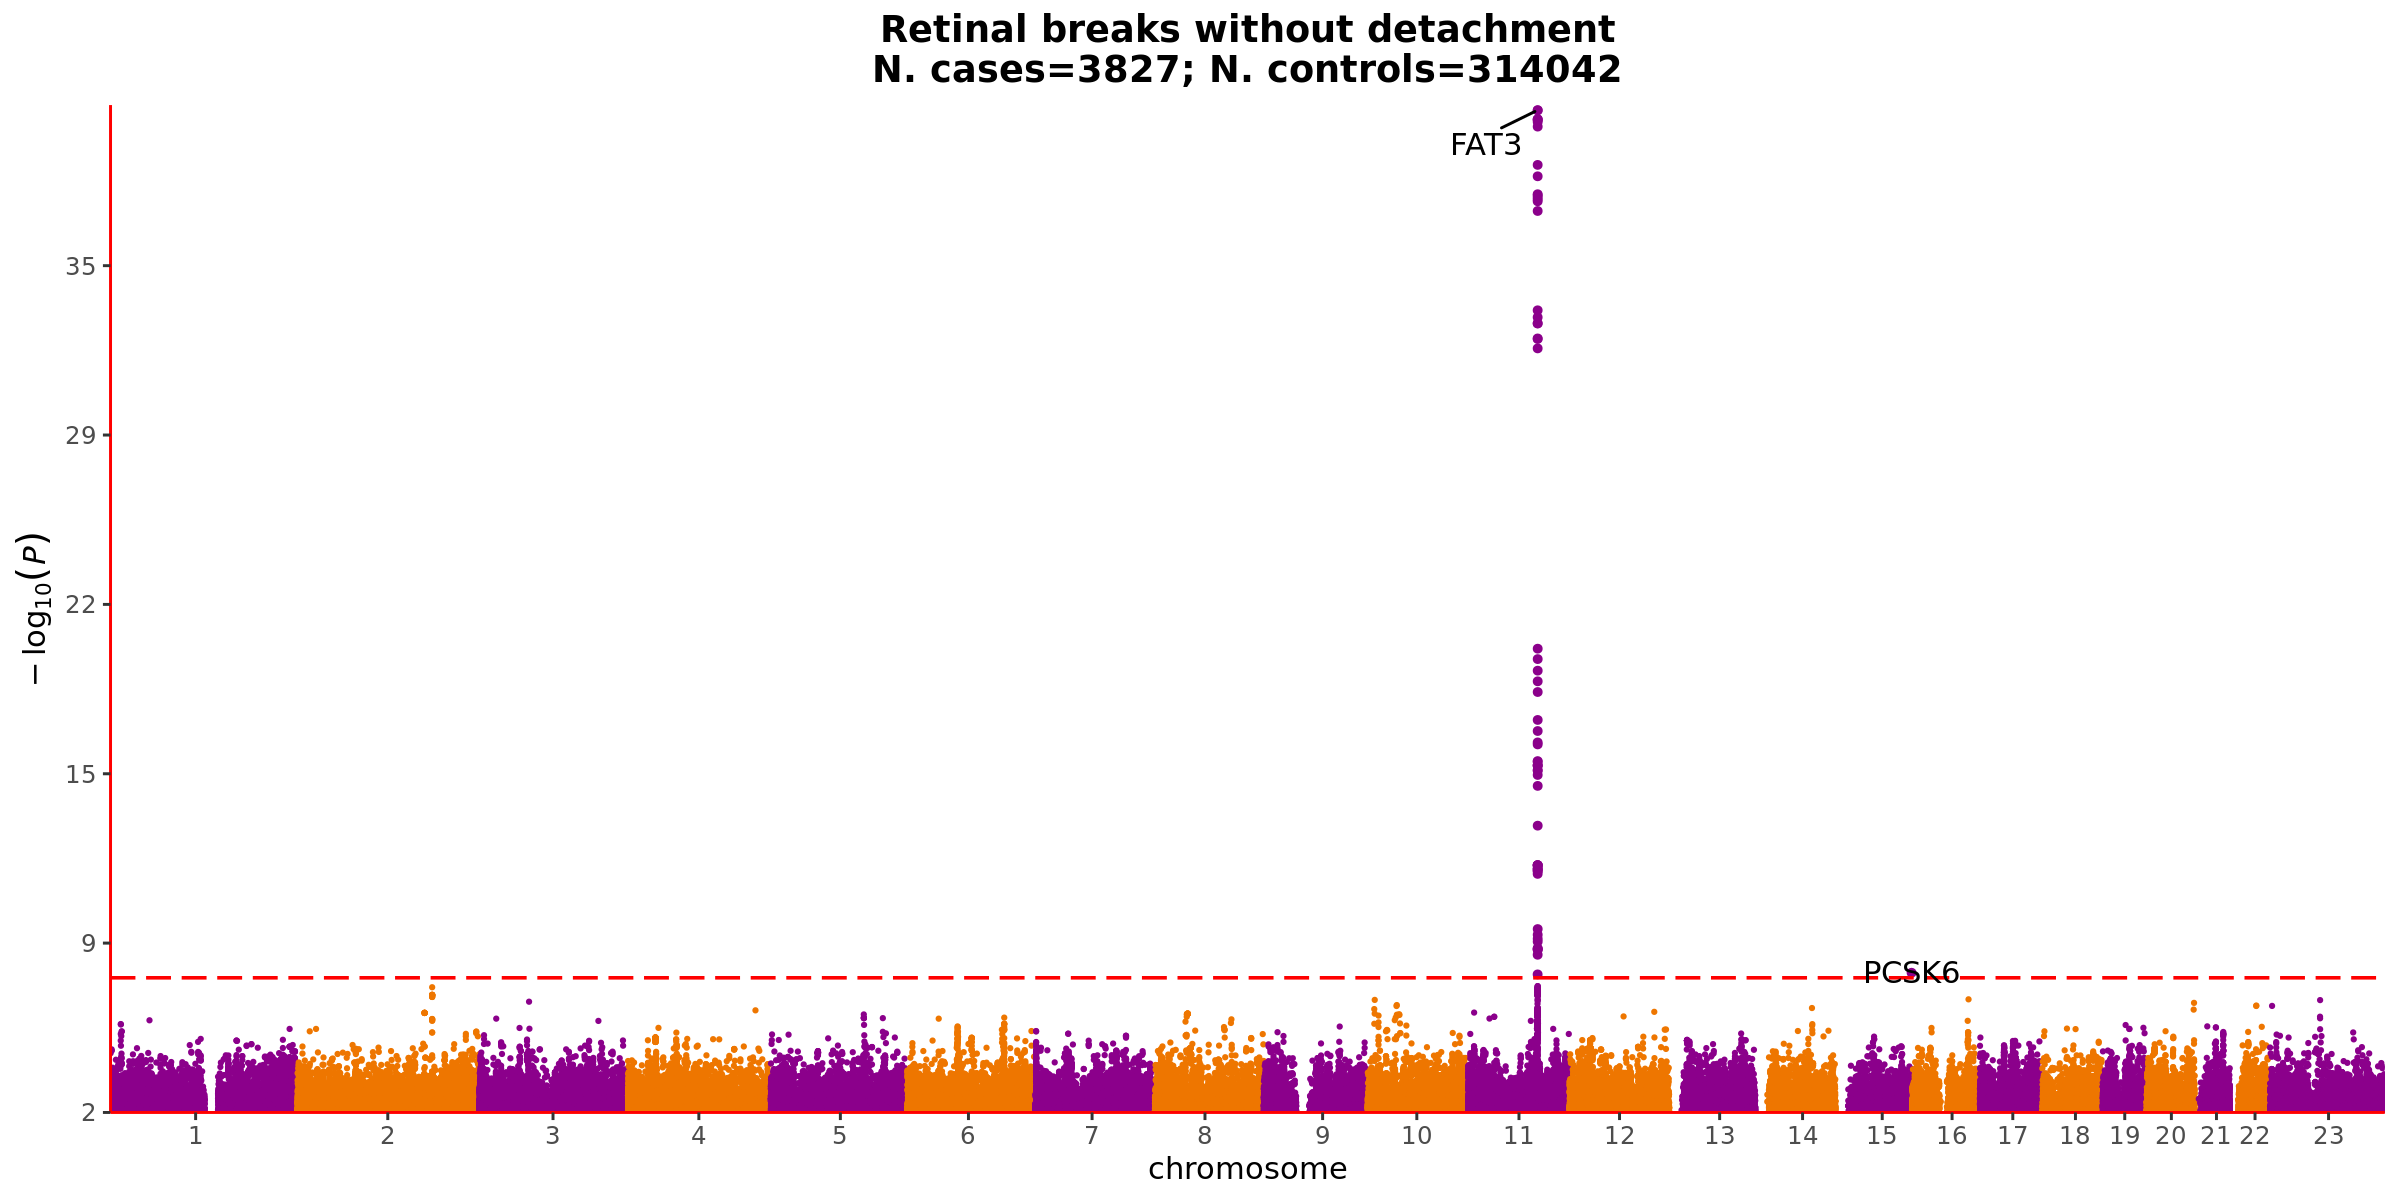 Retinal breaks without detachment
N. cases=3827; N. controls=314042
FAT3
35
29
22
15
9
2
− log10(P)
PCSK6
1 2 3 4 5 6 7 8 9 10 11 12 13 14 15 16 17 18 19 20 21 22 23
chromosome